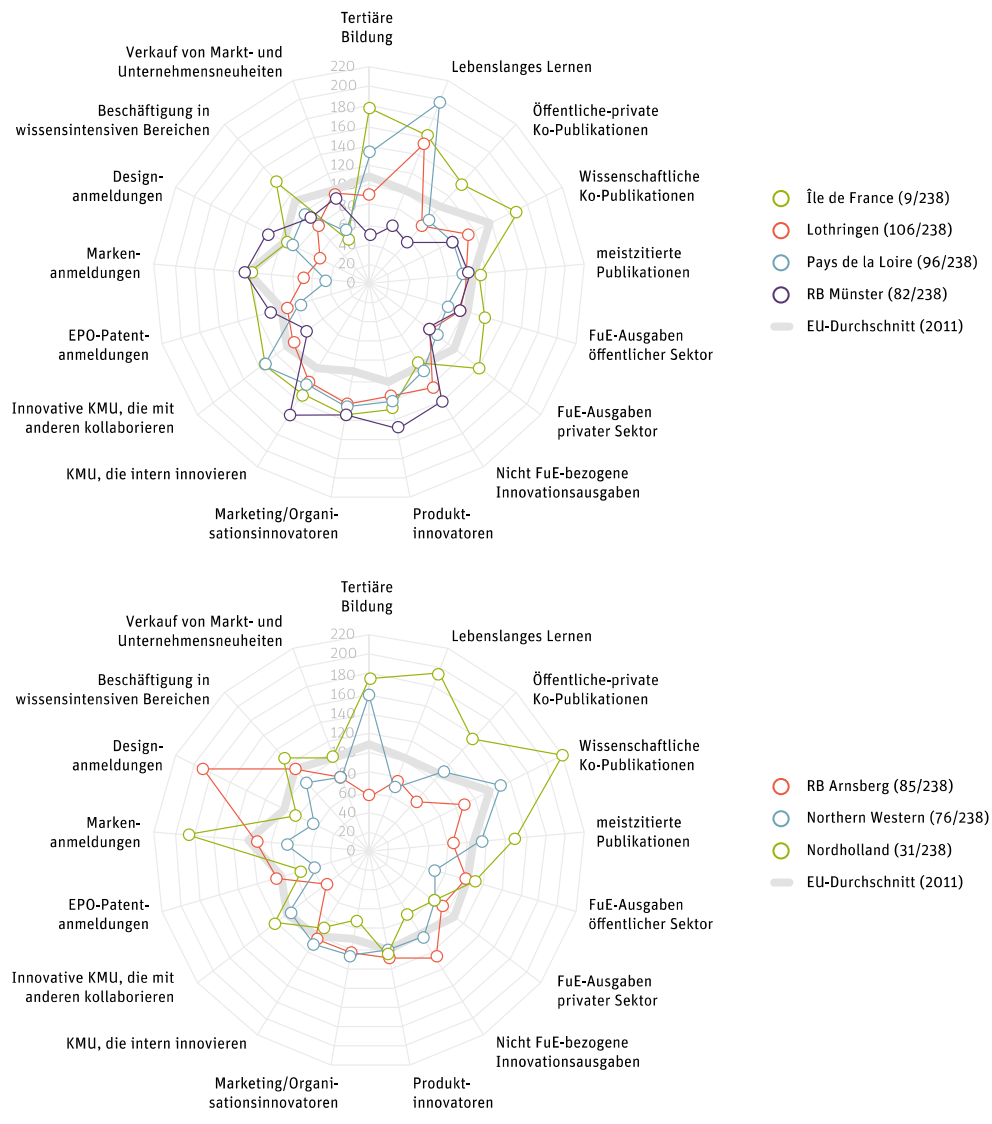 Tertiäre
Bildung
Verkauf von Markt- und
Unternehmensneuheiten
Lebenslanges Lernen
Beschäftigung in
wissensintensiven Bereichen
Öffentliche-private
Ko-Publikationen
Design-
anmeldungen
Wissenschaftliche
Ko-Publikationen
Marken-
anmeldungen
meistzitierte
Publikationen
EPO-Patent-
anmeldungen
FuE-Ausgaben
öffentlicher Sektor
Innovative KMU, die mit
anderen kollaborieren
FuE-Ausgaben
privater Sektor
KMU, die intern innovieren
Nicht FuE-bezogene
Innovationsausgaben
Marketing/Organi-
sationsinnovatoren
Produkt-
innovatoren
220
200
180
160
140
120
100
80
60
40
20
0
Île de France (9/238)
Lothringen (106/238)
Pays de la Loire (96/238)
RB Münster (82/238)
EU-Durchschnitt (2011)
Tertiäre
Bildung
Verkauf von Markt- und
Unternehmensneuheiten
Lebenslanges Lernen
Beschäftigung in
wissensintensiven Bereichen
Öffentliche-private
Ko-Publikationen
Design-
anmeldungen
Wissenschaftliche
Ko-Publikationen
Marken-
anmeldungen
meistzitierte
Publikationen
EPO-Patent-
anmeldungen
FuE-Ausgaben
öffentlicher Sektor
Innovative KMU, die mit
anderen kollaborieren
FuE-Ausgaben
privater Sektor
KMU, die intern innovieren
Nicht FuE-bezogene
Innovationsausgaben
Marketing/Organi-
sationsinnovatoren
Produkt-
innovatoren
220
200
180
160
140
120
100
80
60
40
20
0
RB Arnsberg (85/238)
Northern Western (76/238)
Nordholland (31/238)
EU-Durchschnitt (2011)